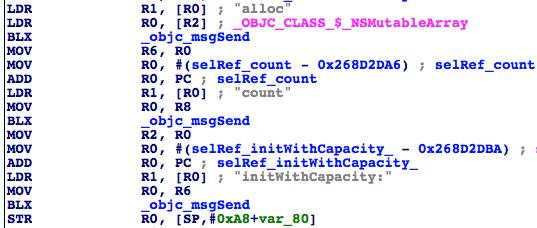 LDR R1, [R0] ; "alloc"
LDR R0, [R2] ; _OBJC_CLASS_$_NSMutableArray
BLX _objc_msgSend
MOV R6, R0
MOV R0, #(selRef_count - 0x268D2DA6) ; selRef_count
ADD R0, PC ; selRef_count
LDR R1, [R0] ; "count"
MOV R0, R8
BLX _objc_msgSend
MOV R2, R0
MOV R0, #(selRef_initWithCapacity_ - 0x268D2DBA) ;
ADD R0, PC ; selRef_initWithCapacity_
LDR R1, [R0] ; "initWithCapacity:"
MOV R0, R6
BLX _objc_msgSend
STR R0, [SP,#0xA8+var_80]